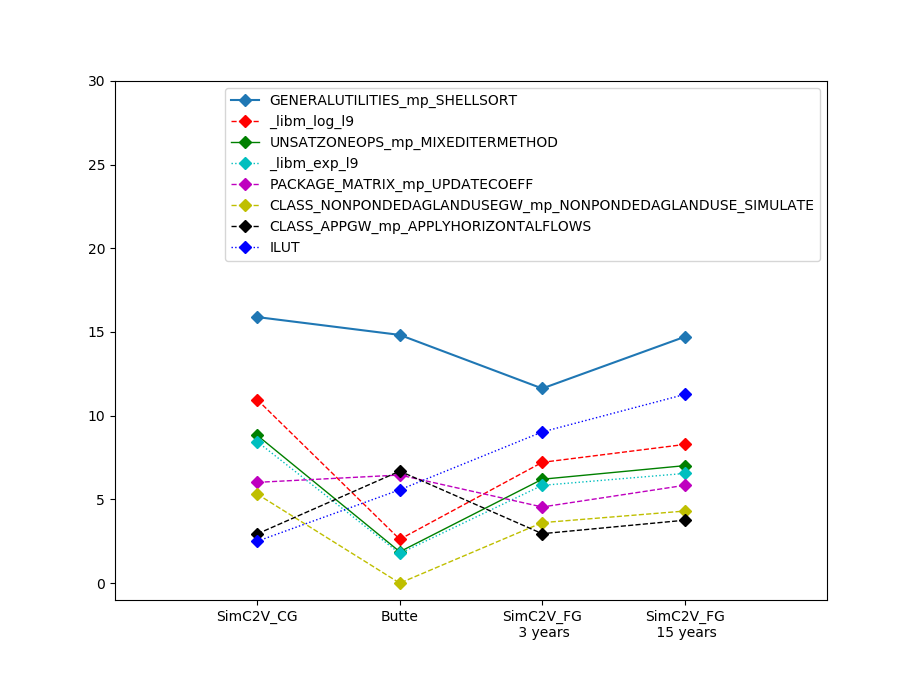 30
25
20
15
10
5
0
GENERALUTILITIES_mp_SHELLSORT
_libm_log_l9
UNSATZONEOPS_mp_MIXEDITERMETHOD
_libm_exp_l9
PACKAGE_MATRIX_mp_UPDATECOEFF
CLASS_NONPONDEDAGLANDUSEGW_mp_NONPONDEDAGLANDUSE_SIMULATE
CLASS_APPGW_mp_APPLYHORIZONTALFLOWS
ILUT
SimC2V_CG
Butte
SimC2V_FG
3 years
SimC2V_FG
15 years